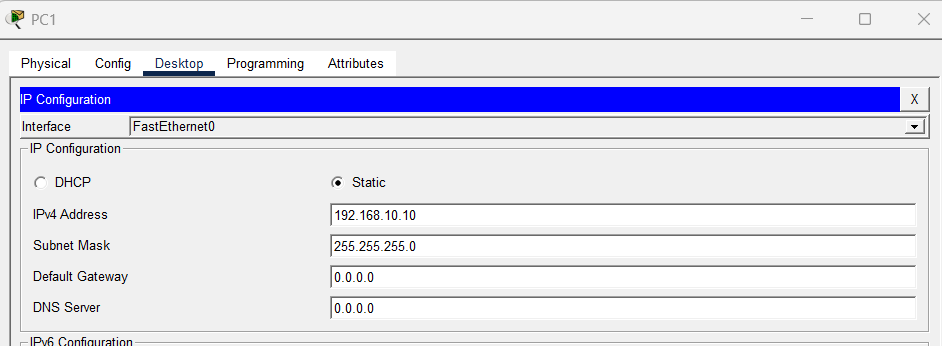 PC1
Physical Config Desktop Programming Attributes
IP Configuration X
Interface FastEthernet0
IP Configuration
DHCP Static
IPv4 Address 192.168.10.10
Subnet Mask 255.255.255.0
Default Gateway 0.0.0.0
DNS Server 0.0.0.0
IPv6 Configuration